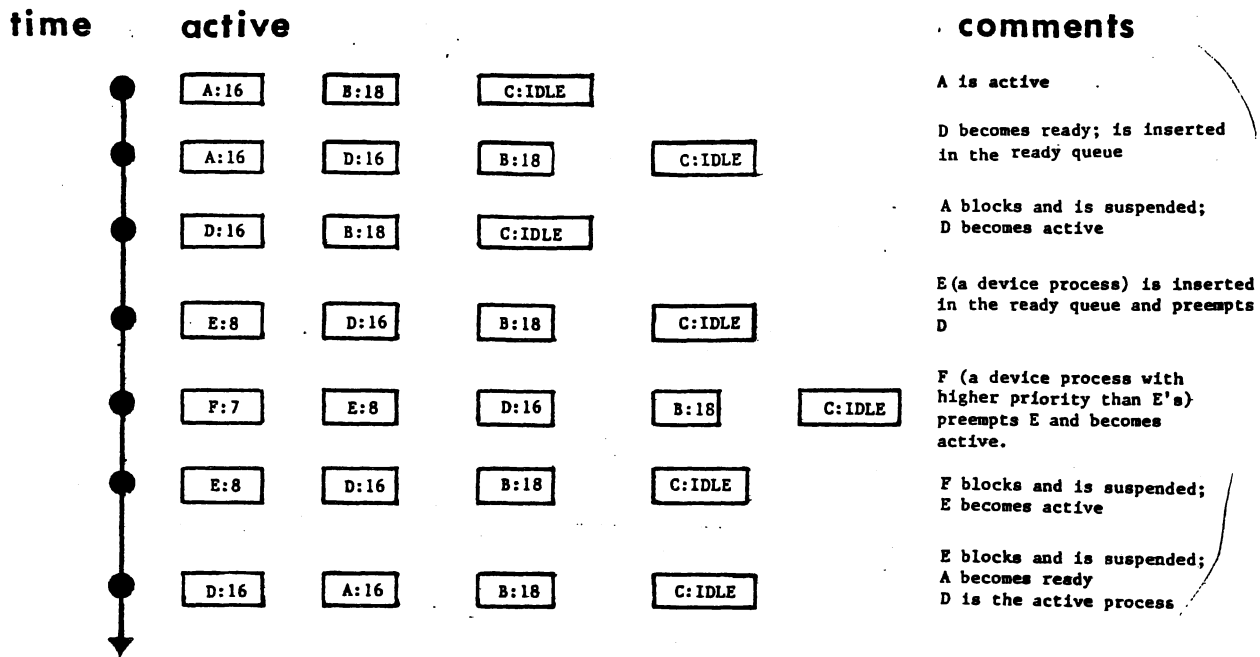 time active comments
A:16 B:18 C:IDLE A is active
A:16 D:16 B:18 C:IDLE D becomes ready; is inserted
in the ready queue
D:16 B:18 C:IDLE A blocks and is suspended;
D becomes active
E:8 D:16 B:18 C:IDLE E(a device process) is inserted
in the ready queue and preempts
D
F:7 E:8 D:16 B:18 C:IDLE F (a device process with
higher priority than E's)
preempts E and becomes
active.
E:8 D:16 B:18 C:IDLE F blocks and is suspended;
E becomes active
D:16 A:16 B:18 C:IDLE E blocks and is suspended;
A becomes ready
D is the active process